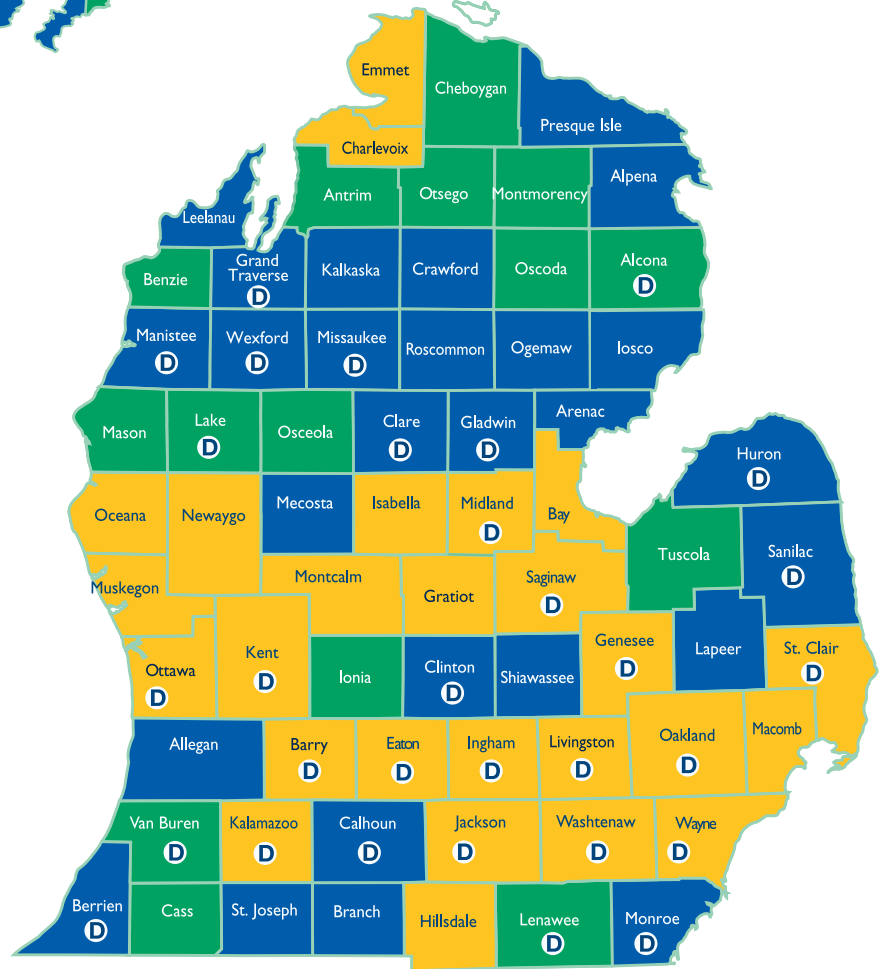 Emmet
Cheboygan
Presque Isle
Charlevoix
Alpena
Antrim
Otsego
Montmorency
Leelanau
Grand
Traverse
D
Kalkaska
Crawford
Oscoda
Alcona
D
Benzie
Manistee
D
Wexford
D
Missaukee
D
Roscommon
Ogemaw
Iosco
Mason
Lake
D
Osceola
Clare
D
Gladwin
D
Arenac
Huron
D
Oceana
Newaygo
Mecosta
Isabella
Midland
D
Bay
Tuscola
Sanilac
D
Muskegon
Montcalm
Gratiot
Saginaw
D
Ottawa
D
Kent
D
Ionia
Clinton
D
Shiawassee
Genesee
D
Lapeer
St. Clair
D
Allegan
Barry
D
Eaton
D
Ingham
D
Livingston
D
Oakland
D
Macomb
Van Buren
D
Kalamazoo
D
Calhoun
D
Jackson
D
Washtenaw
D
Wayne
D
Berrien
D
Cass
St. Joseph
Branch
Hillsdale
Lenawee
D
Monroe
D